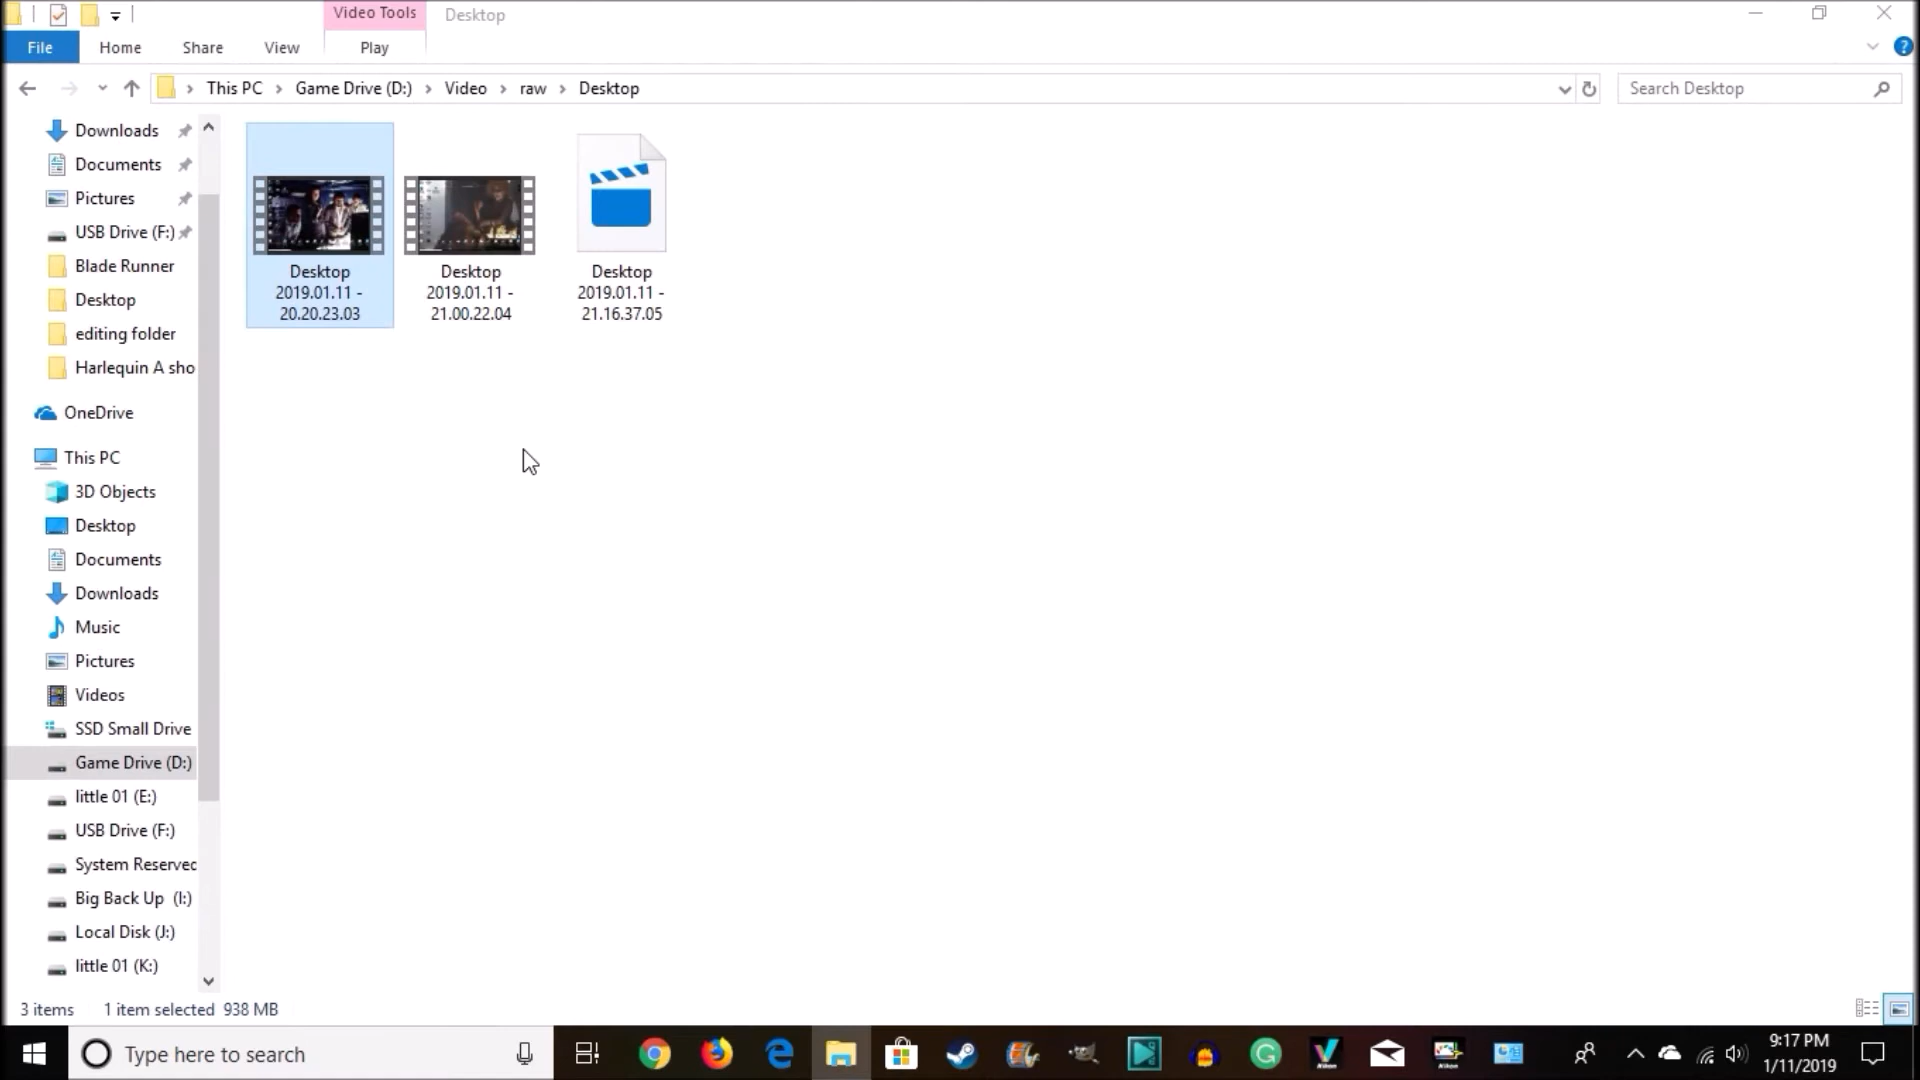 Video Tools
Desktop
File
Home
Share
View
Play
This PC
Game Drive (D:)
Video
raw
Desktop
Search Desktop
Downloads
Documents
Pictures
USB Drive (F:)
Blade Runner
Desktop
editing folder
Harlequin A sho
OneDrive
This PC
3D Objects
Desktop
Documents
Downloads
Music
Pictures
Videos
SSD Small Drive
Game Drive (D:)
little 01 (E:)
USB Drive (F:)
System Reserved
Big Back Up (I:)
Local Disk (J:)
little 01 (K:)
Desktop
2019.01.11 -
20.20.23.03
Desktop
2019.01.11 -
21.00.22.04
Desktop
2019.01.11 -
21.16.37.05
3 items
1 item selected 938 MB
Type here to search
9:17 PM
1/11/2019